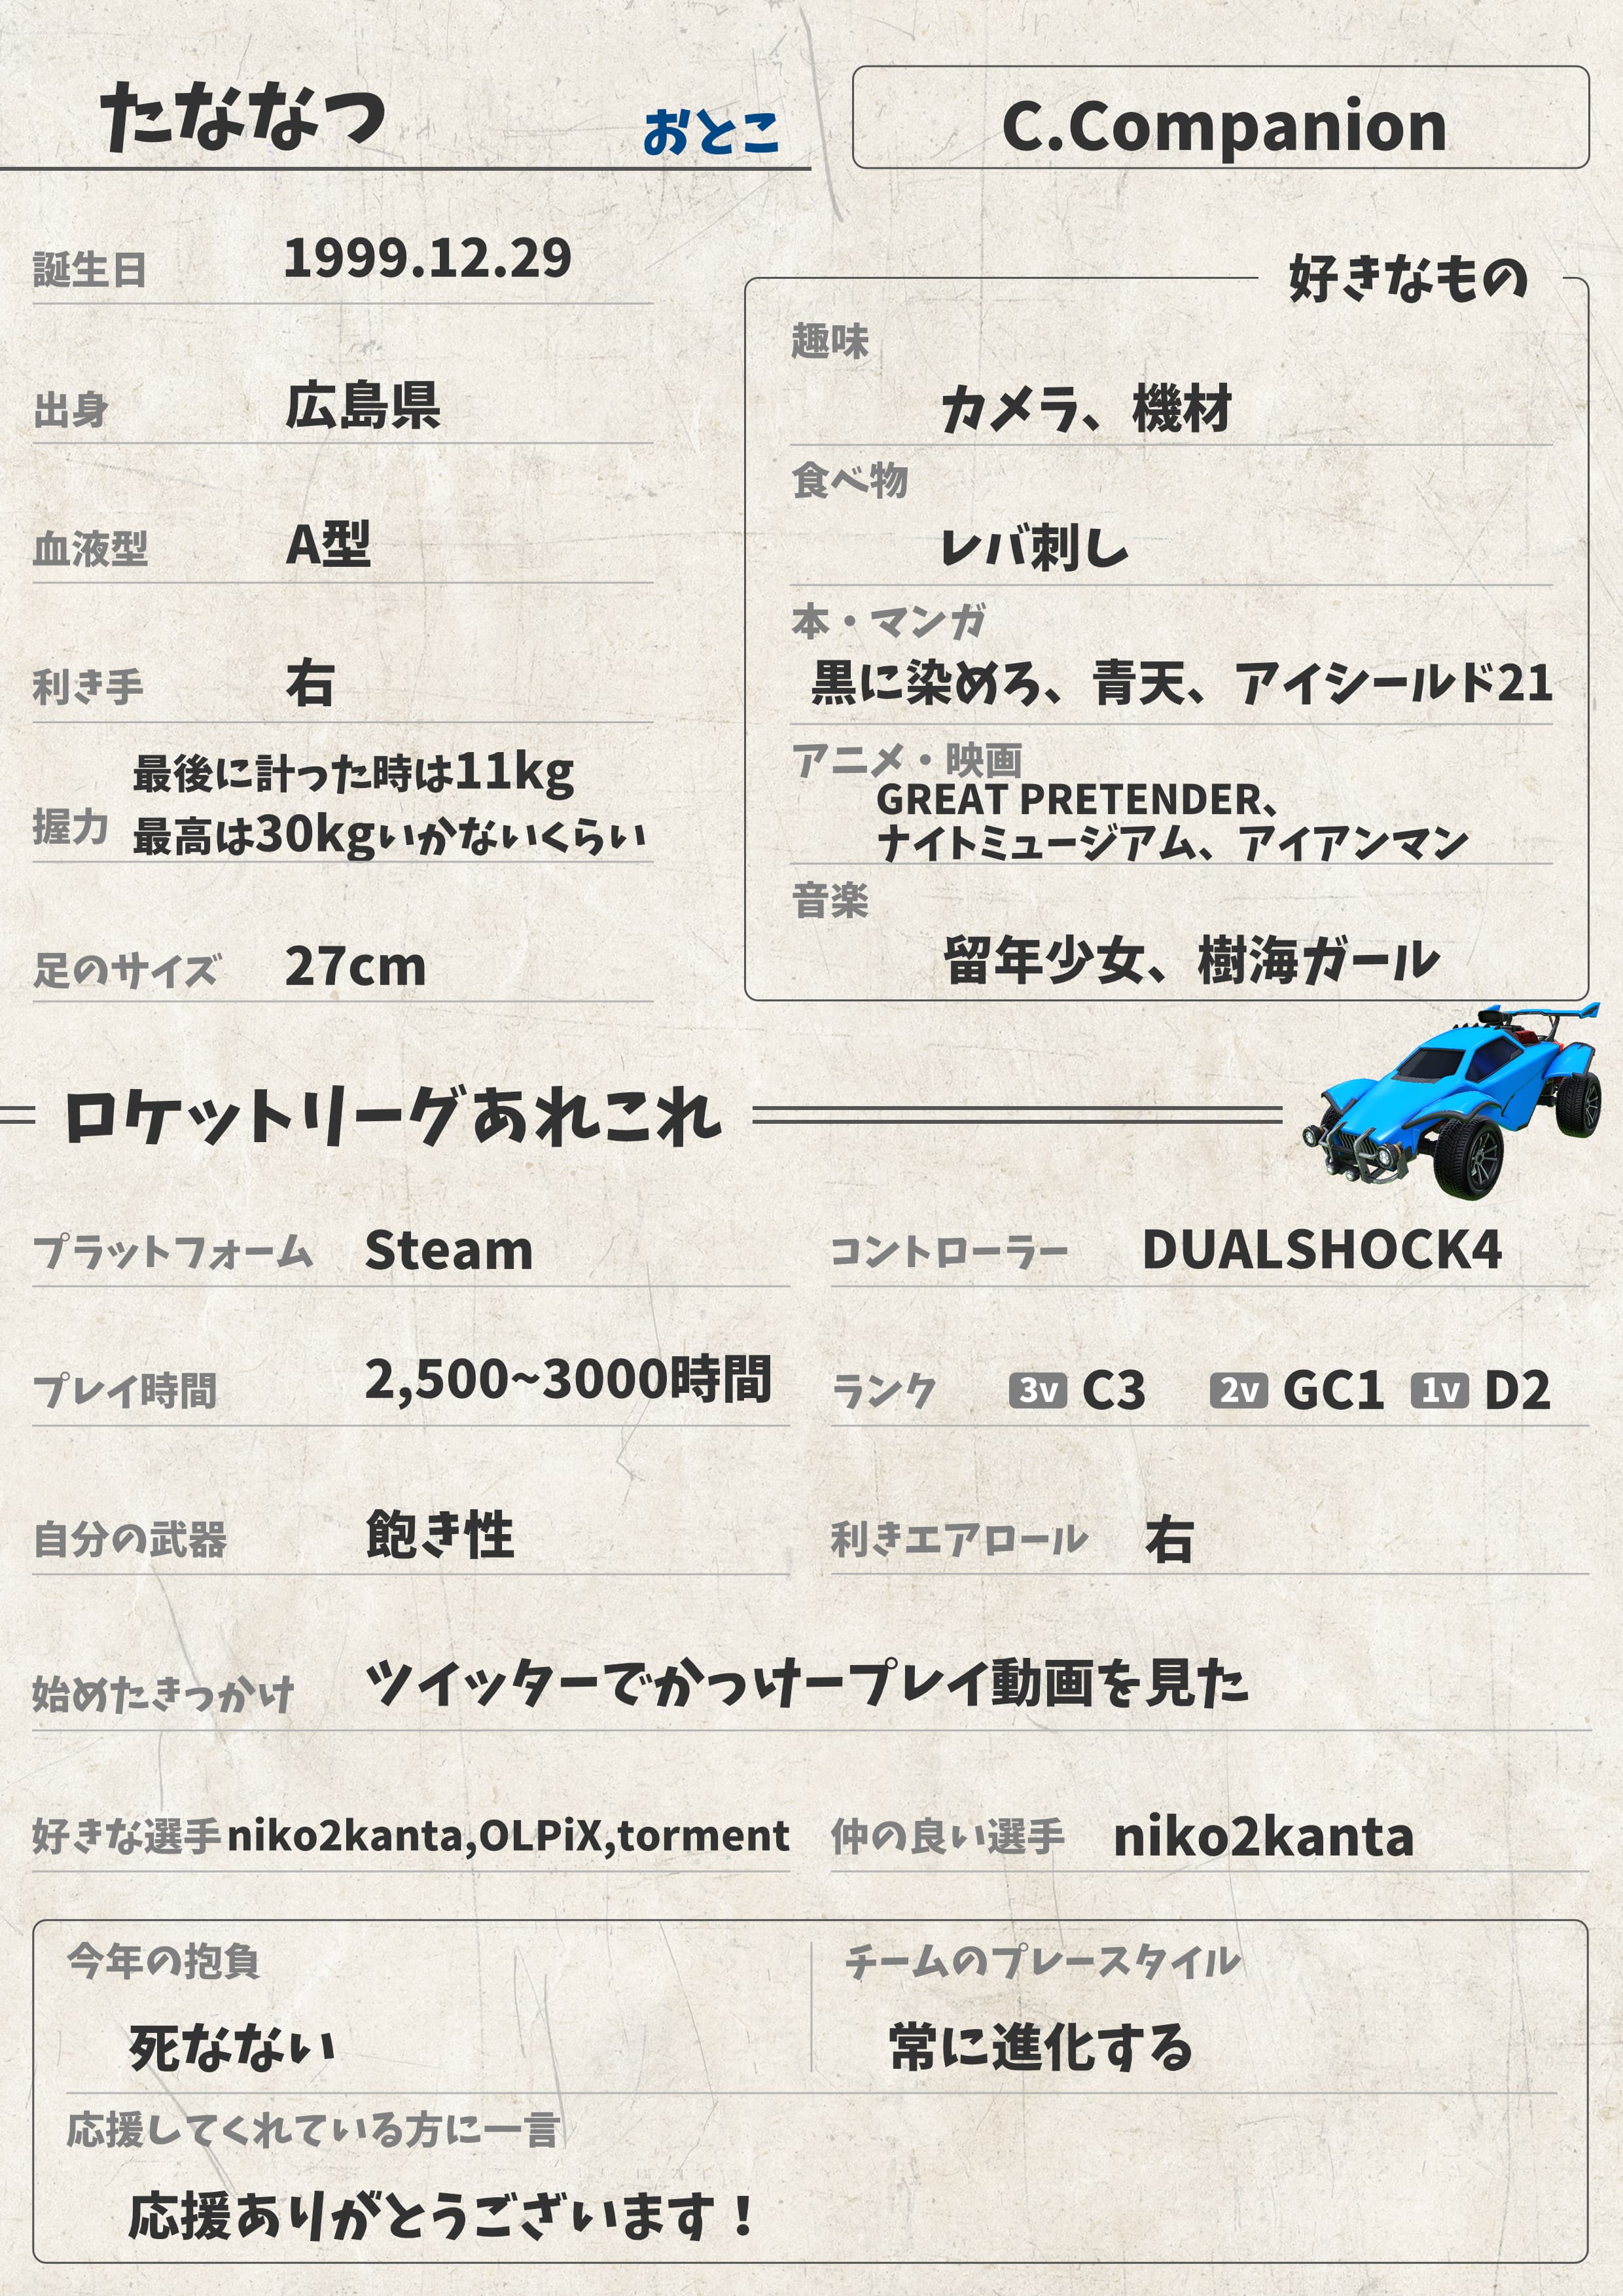 たななつ
おとこ
C.Companion
誕生日 1999.12.29
出身 広島県
血液型 A型
利き手 右
握力 最後に計った時は11kg
最高は30kgいかないくらい
足のサイズ 27cm
好きなもの
趣味
カメラ、機材
食べ物
レバ刺し
本・マンガ
黒に染めろ、青天、アイシールド21
アニメ・映画
GREAT PRETENDER、
ナイトミュージアム、アイアンマン
音楽
留年少女、樹海ガール
ロケットリーグあれこれ
プラットフォーム Steam
コントローラー DUALSHOCK4
プレイ時間 2,500~3000時間
ランク 3v C3 2v GC1 1v D2
自分の武器 飽き性
利きエアロール 右
始めたきっかけ ツイッターでかっけープレイ動画を見た
好きな選手 niko2kanta,OLPiX,torment
仲の良い選手 niko2kanta
今年の抱負
死なない
チームのプレースタイル
常に進化する
応援してくれている方に一言
応援ありがとうございます！